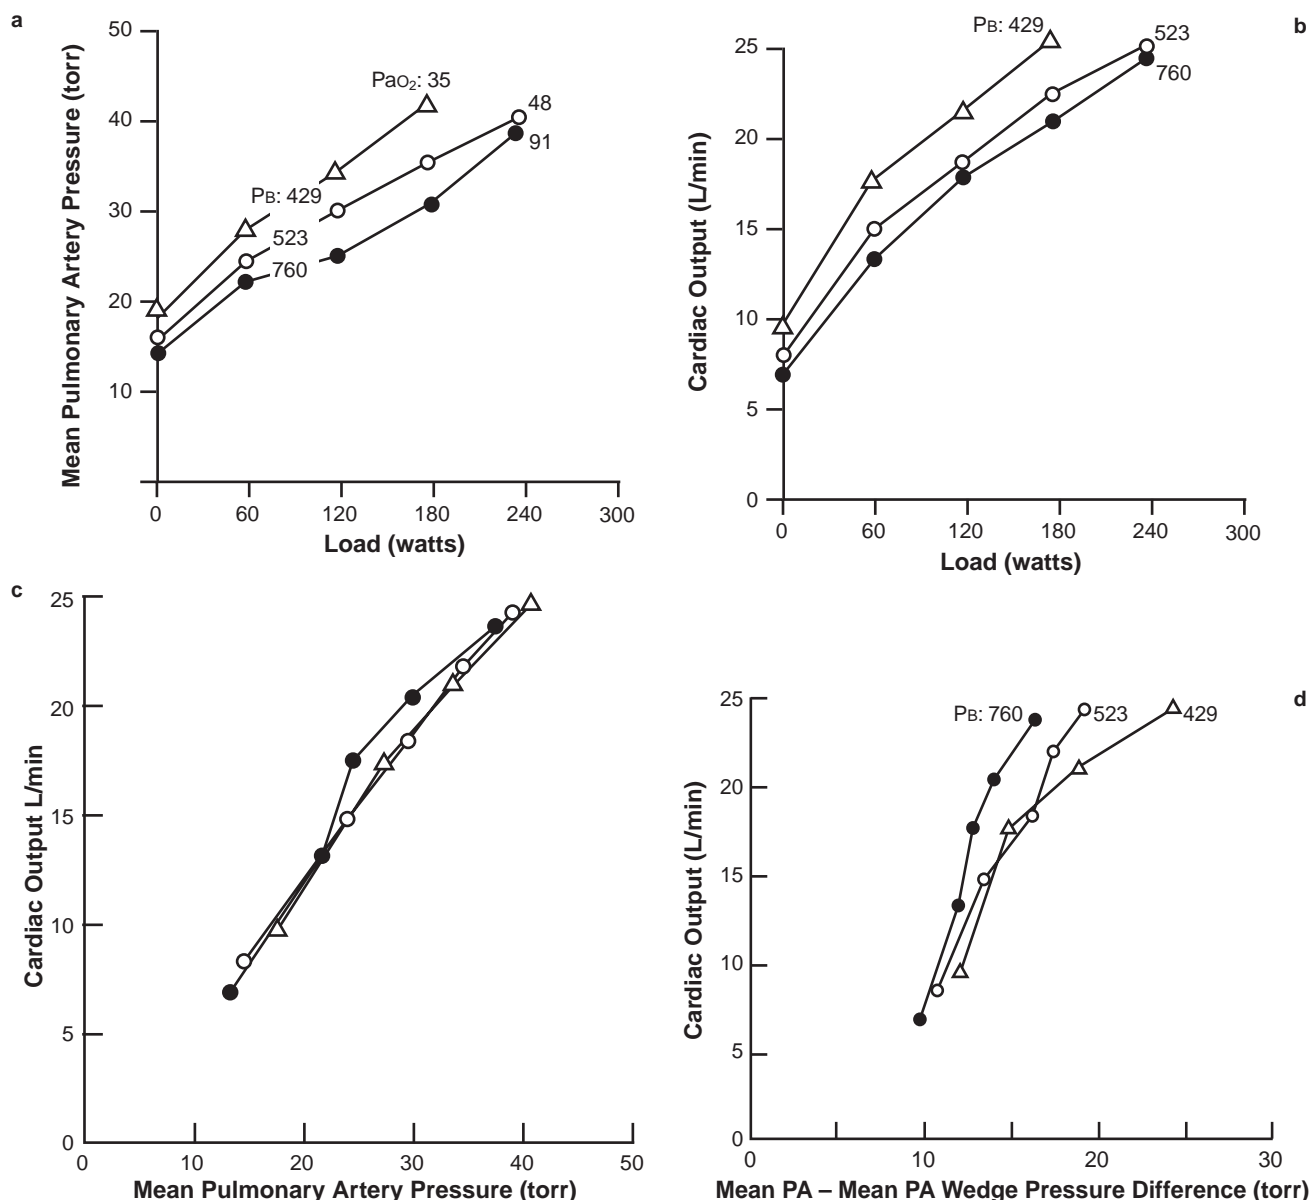 a
Mean Pulmonary Artery Pressure (torr)
50
40
30
20
10
PaO2: 35
48
91
PB: 429
523
760
0 60 120 180 240 300
Load (watts)
b
Cardiac Output (L/min)
25
20
15
10
5
0
PB: 429
523
760
0 60 120 180 240 300
Load (watts)
c
Cardiac Output L/min
25
20
15
10
5
0
0 10 20 30 40 50
Mean Pulmonary Artery Pressure (torr)
d
Cardiac Output (L/min)
25
20
15
10
5
0
PB: 760
523
429
0 10 20 30
Mean PA – Mean PA Wedge Pressure Difference (torr)